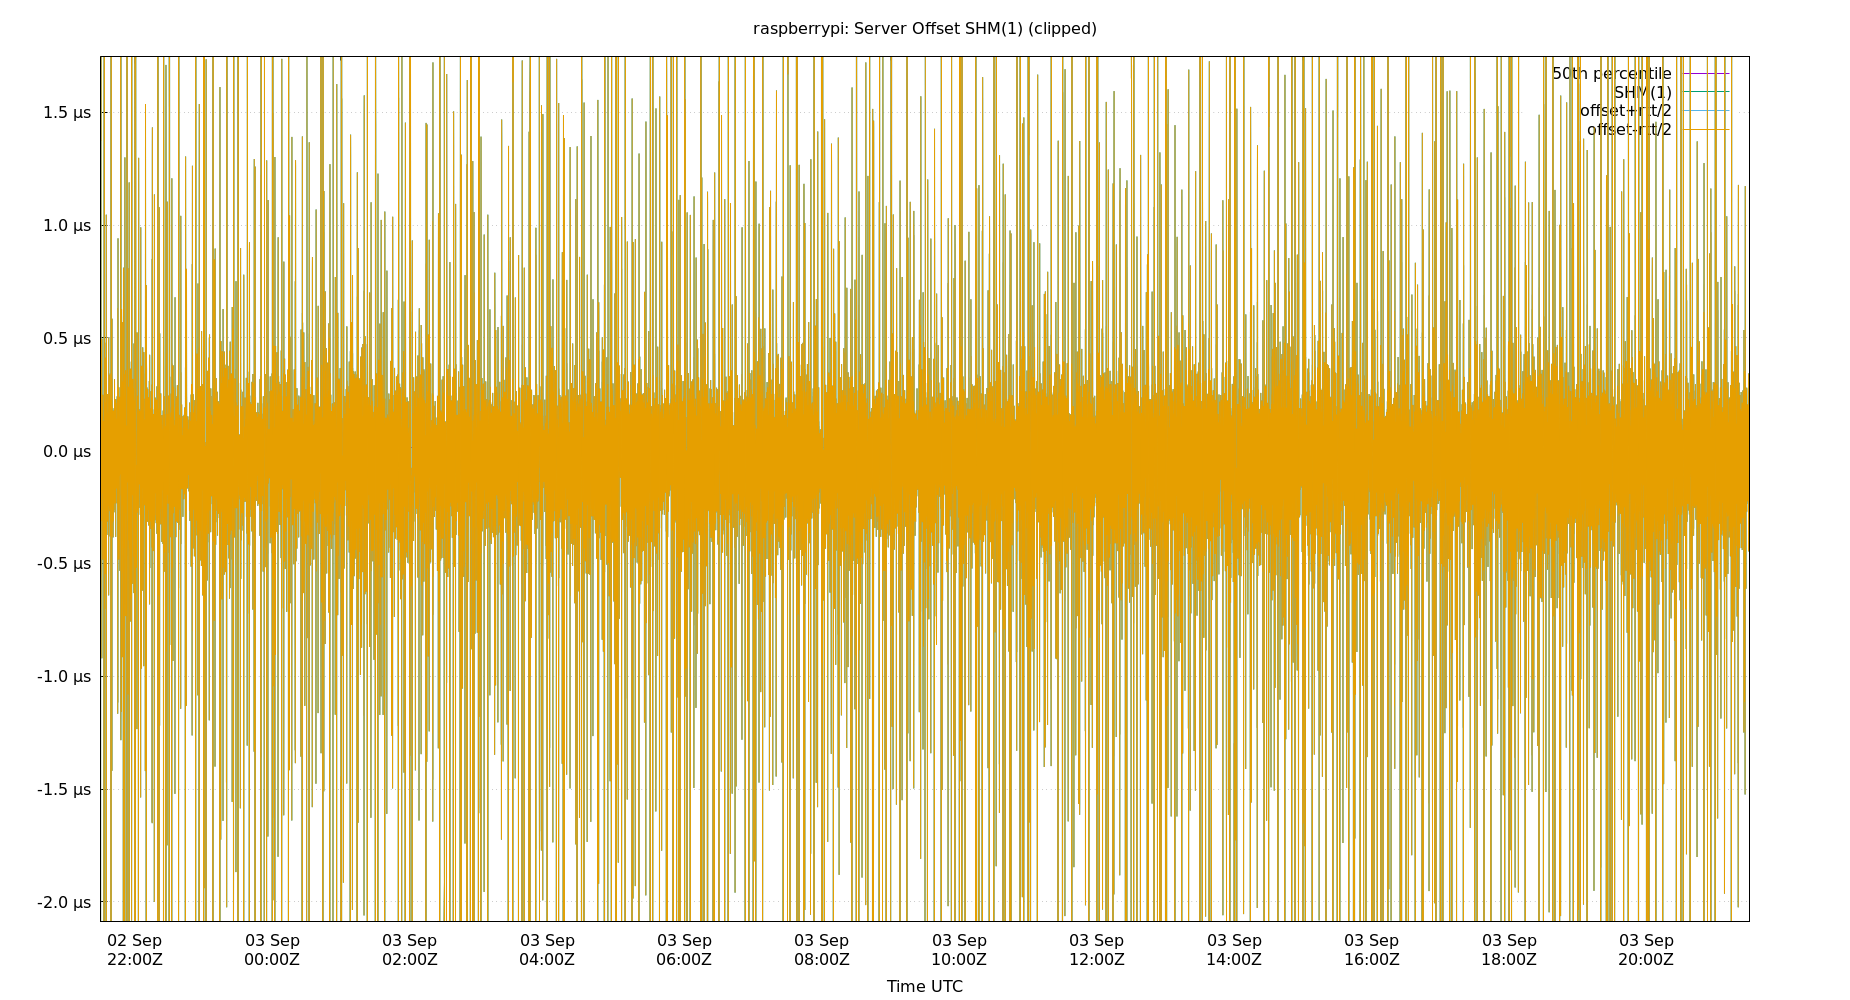 raspberrypi: Server Offset SHM(1) (clipped)
50th percentile
SHM(1)
offset+rtt/2
offset-rtt/2
1.5 µs
1.0 µs
0.5 µs
0.0 µs
-0.5 µs
-1.0 µs
-1.5 µs
-2.0 µs
02 Sep 03 Sep 03 Sep 03 Sep 03 Sep 03 Sep 03 Sep 03 Sep 03 Sep 03 Sep 03 Sep 03 Sep
22:00Z 00:00Z 02:00Z 04:00Z 06:00Z 08:00Z 10:00Z 12:00Z 14:00Z 16:00Z 18:00Z 20:00Z
Time UTC